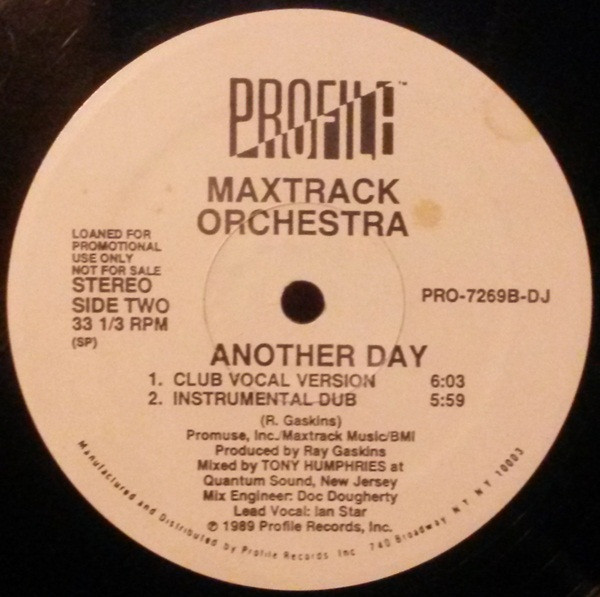 PROFILE™
MAXTRACK
ORCHESTRA
LOANED FOR
PROMOTIONAL
USE ONLY
NOT FOR SALE
STEREO
SIDE TWO
33 1/3 RPM
(SP)
PRO-7269B-DJ
ANOTHER DAY
1. CLUB VOCAL VERSION 6:03
2. INSTRUMENTAL DUB 5:59
(R. Gaskins)
Promuse, Inc./Maxtrack Music/BMI
Produced by Ray Gaskins
Mixed by TONY HUMPHRIES at
Quantum Sound, New Jersey
Mix Engineer: Doc Dougherty
Lead Vocal: Ian Star
℗ 1989 Profile Records, Inc.
Manufactured and Distributed by Profile Records Inc. 740 Broadway NY NY 10003